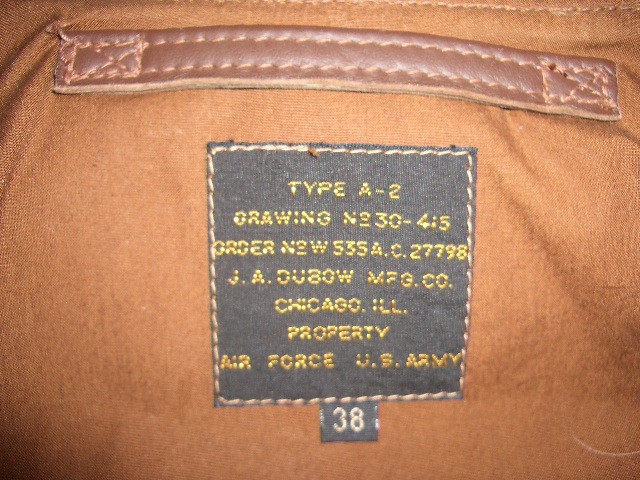 TYPE A-2
DRAWING No 30-415
ORDER No W 535 A.C. 27798
J. A. DUBOW MFG. CO.
CHICAGO. ILL.
PROPERTY
AIR FORCE U.S. ARMY
38